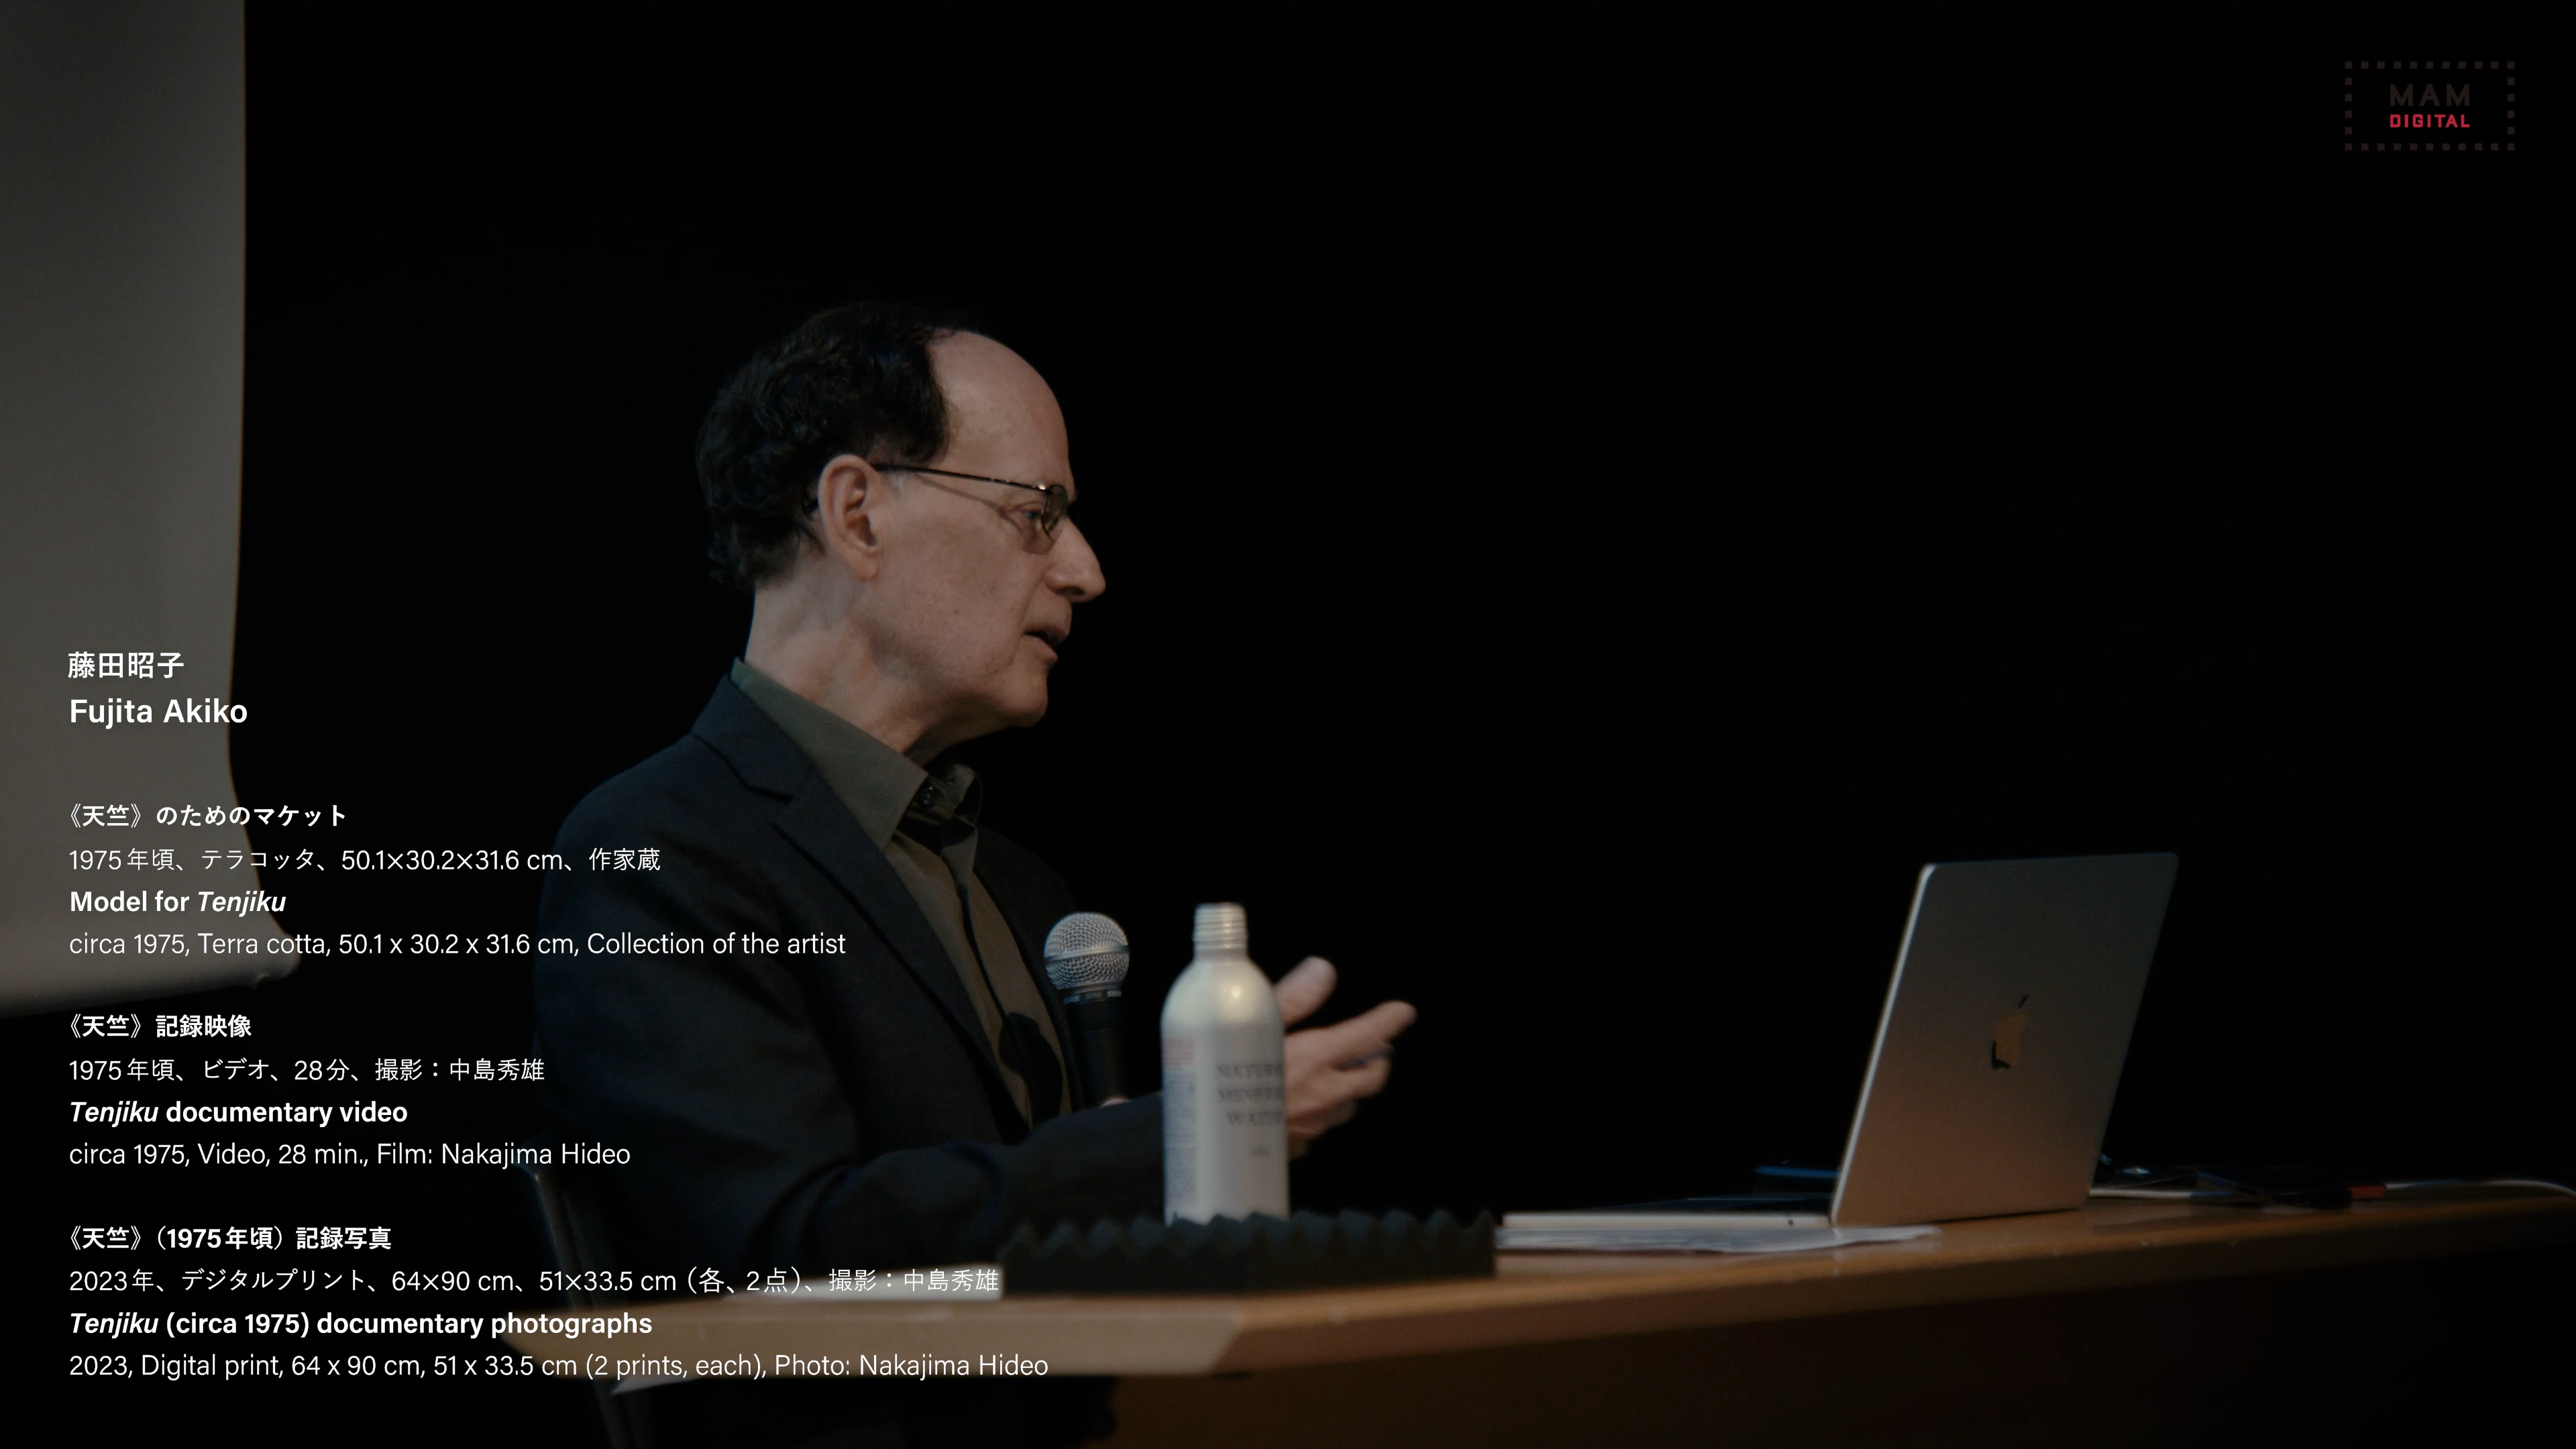 MAM
DIGITAL
藤田昭子
Fujita Akiko
《天竺》のためのマケット
1975年頃、テラコッタ、50.1×30.2×31.6 cm、作家蔵
Model for Tenjiku
circa 1975, Terra cotta, 50.1 x 30.2 x 31.6 cm, Collection of the artist
《天竺》記録映像
1975年頃、ビデオ、28分、撮影：中島秀雄
Tenjiku documentary video
circa 1975, Video, 28 min., Film: Nakajima Hideo
《天竺》（1975年頃）記録写真
2023年、デジタルプリント、64×90 cm、51×33.5 cm（各、2点）、撮影：中島秀雄
Tenjiku (circa 1975) documentary photographs
2023, Digital print, 64 x 90 cm, 51 x 33.5 cm (2 prints, each), Photo: Nakajima Hideo